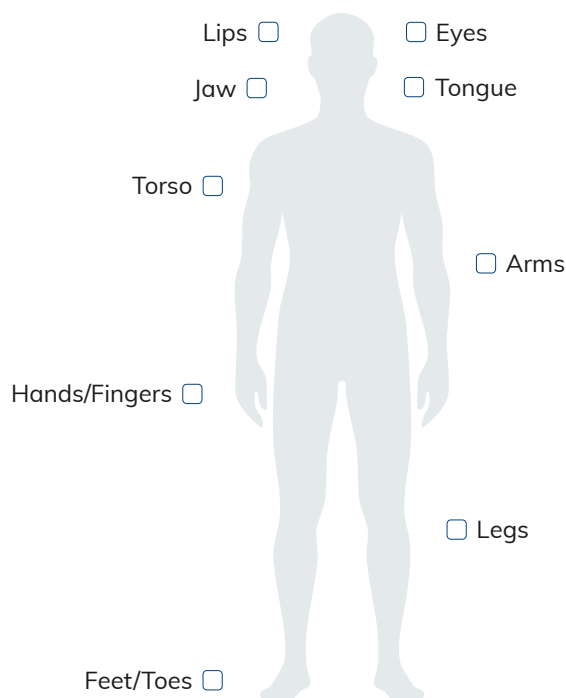 Lips
Eyes
Jaw
Tongue
Torso
Arms
Hands/Fingers
Legs
Feet/Toes